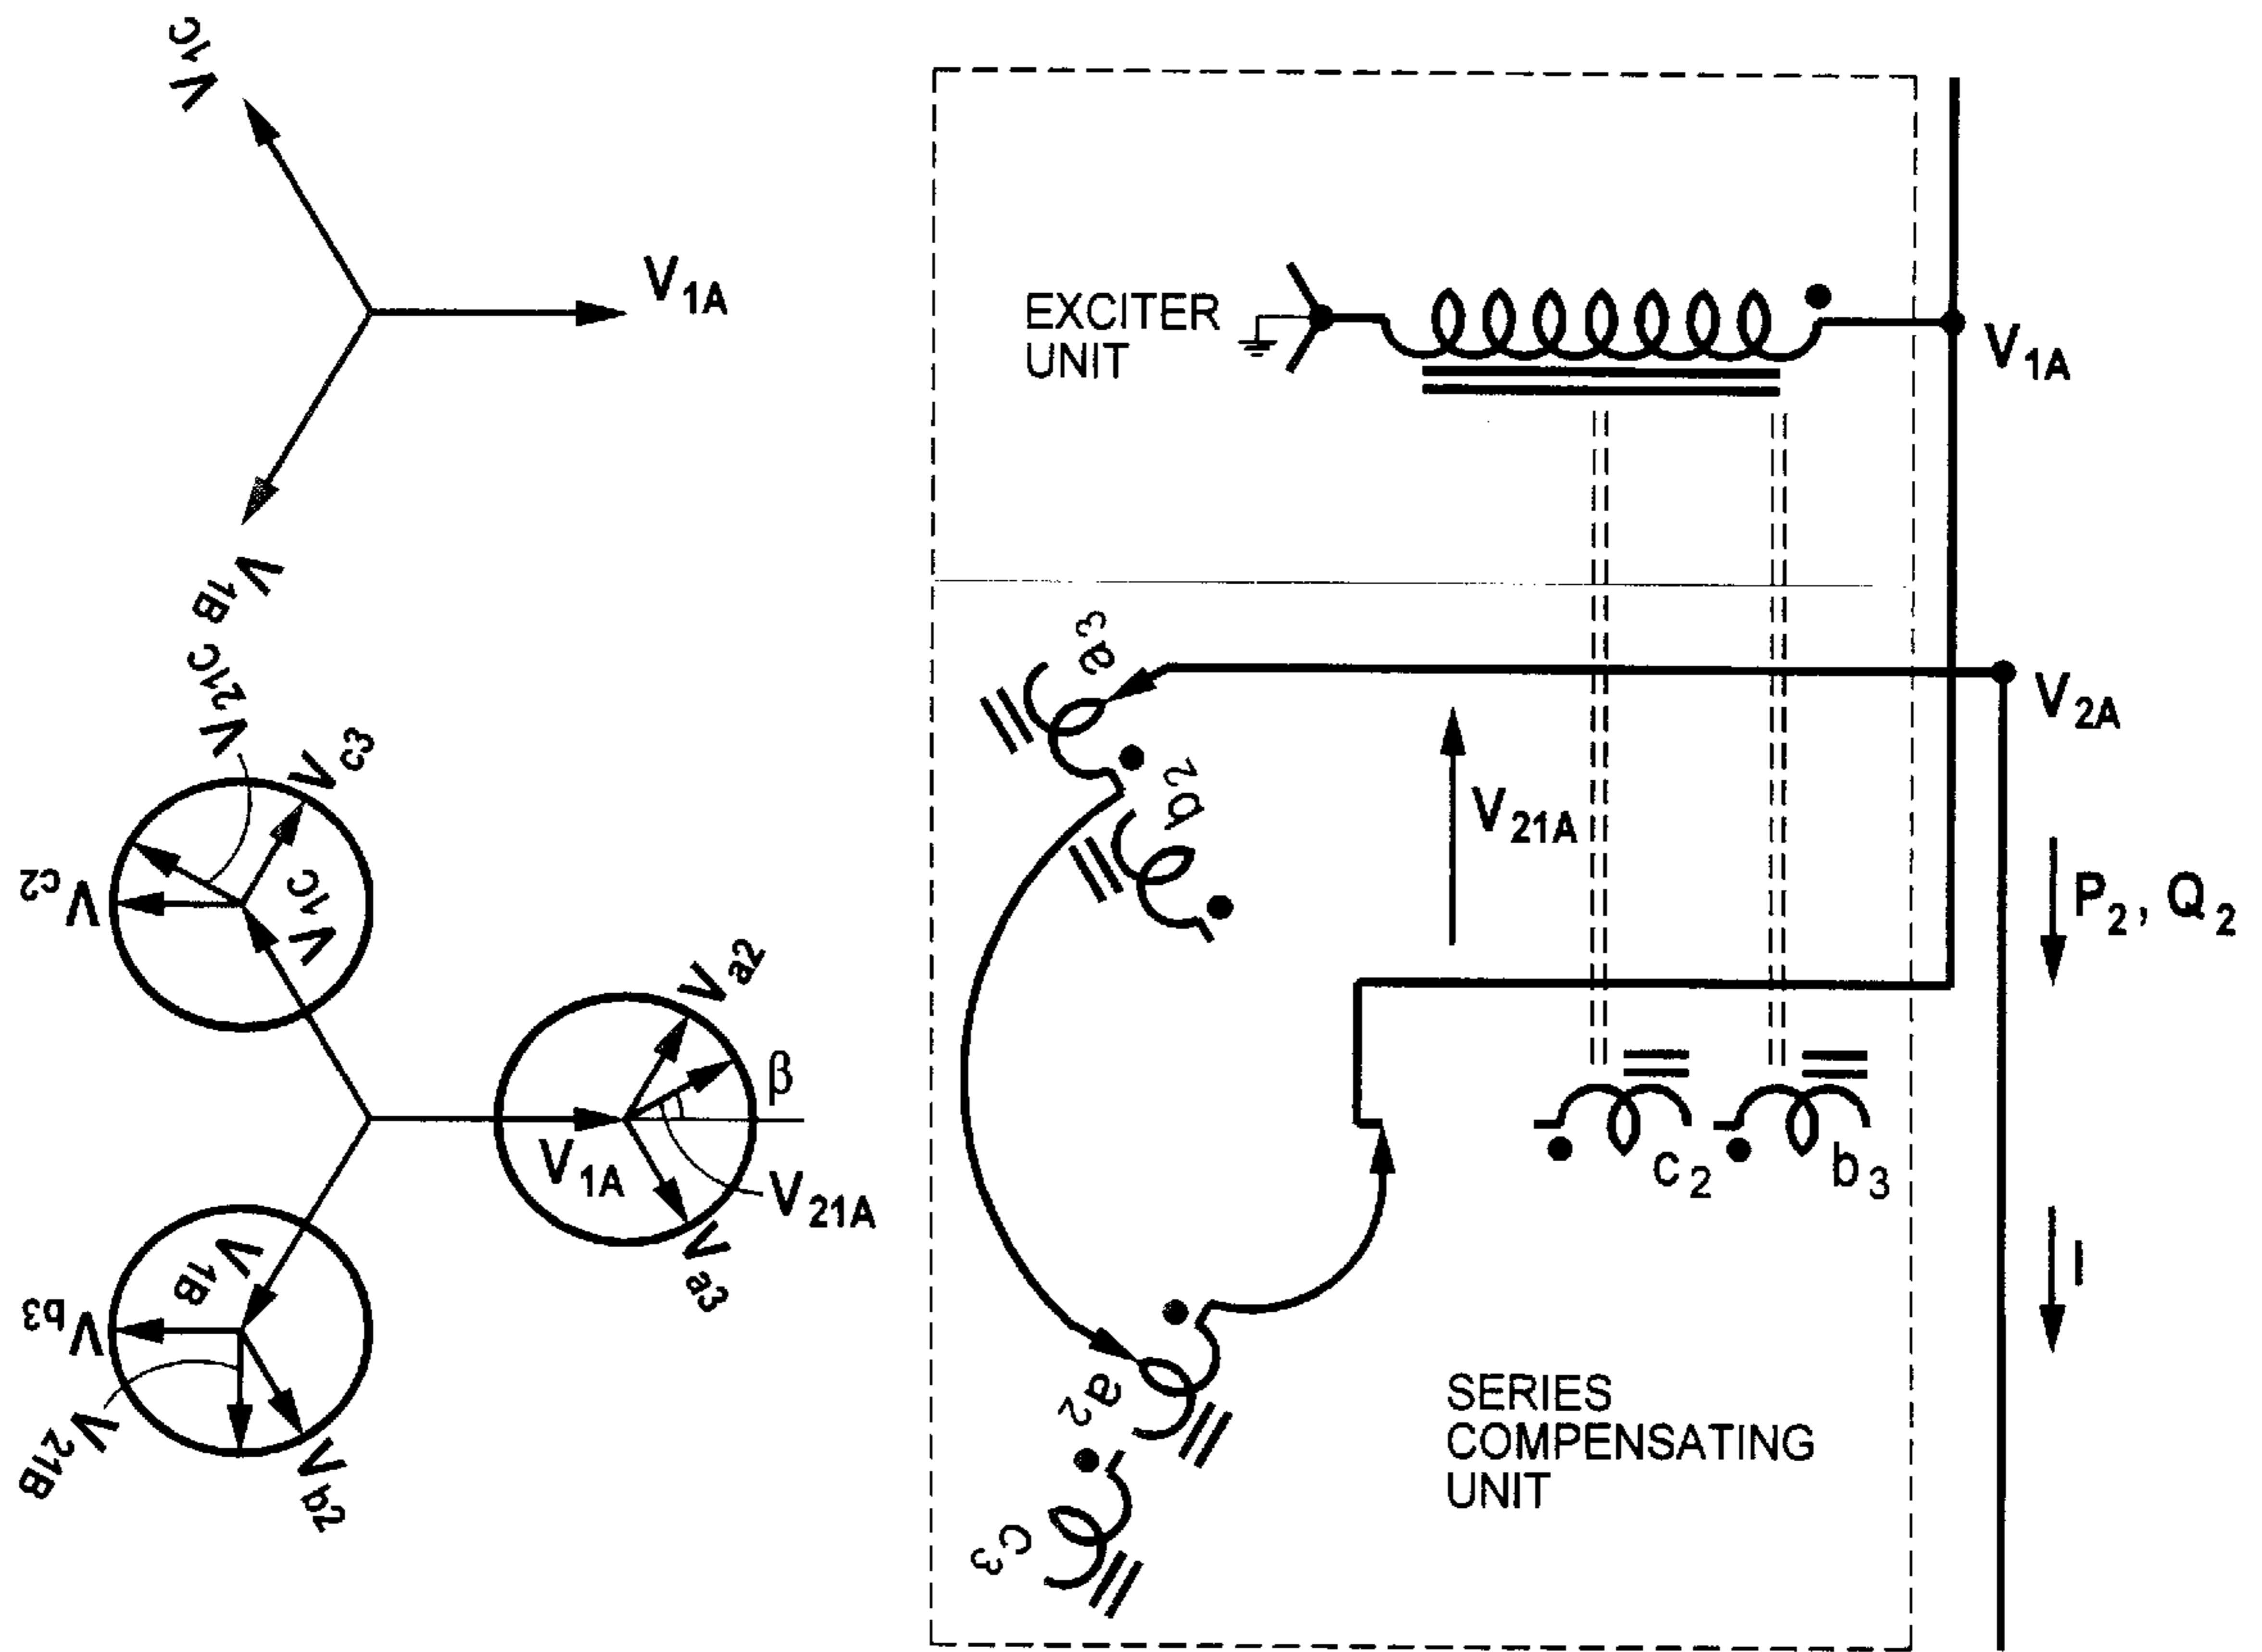 V1C
V1A
V1B
EXCITER
UNIT
V1A
V21C
Vc3
Vc2
V1C
Va2
β
V1A
V21A
Va3
V1B
Vb3
V21B
Vb2
a3
b2
V21A
V2A
P2, Q2
c2
b3
I
a2
c3
SERIES
COMPENSATING
UNIT